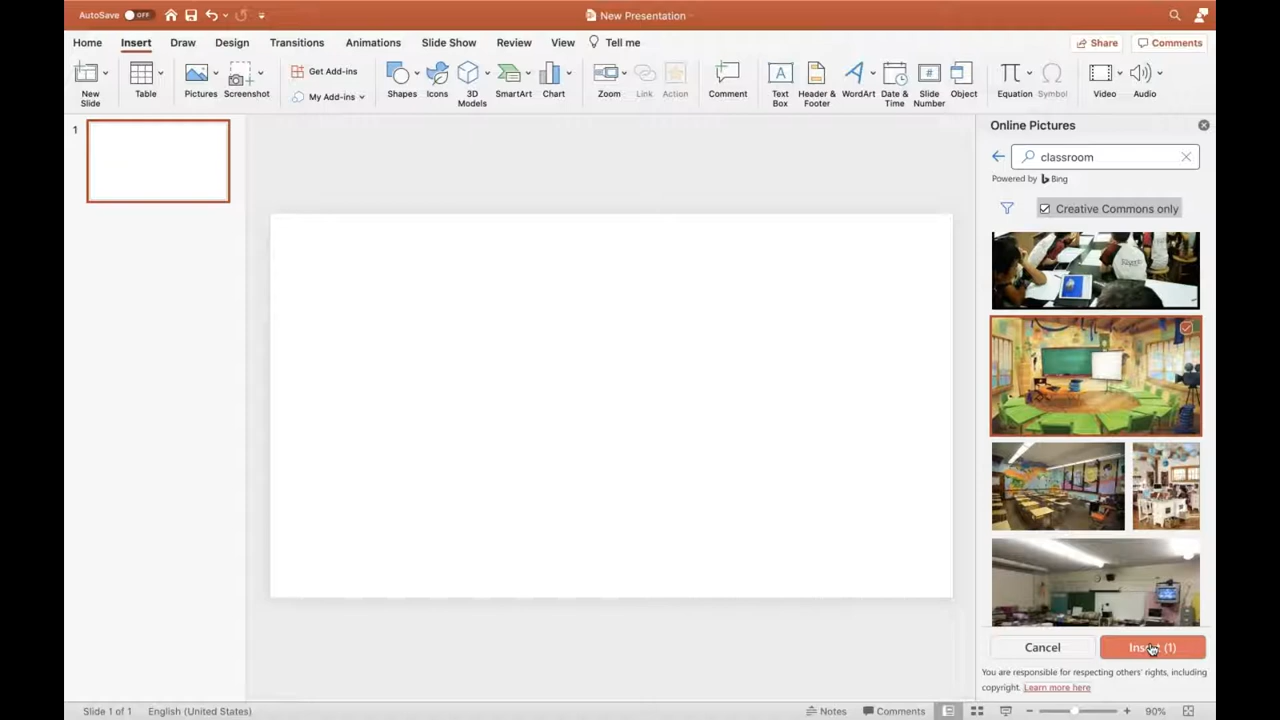 AutoSave OFF New Presentation
Home Insert Draw Design Transitions Animations Slide Show Review View Tell me Share Comments
New Slide
Table
Pictures
Screenshot
Get Add-ins
My Add-ins
Shapes
Icons
3D Models
SmartArt
Chart
Zoom
Link
Action
Comment
Text Box
Header & Footer
WordArt
Date & Time
Slide Number
Object
Equation
Symbol
Video
Audio
1
Online Pictures
classroom
Powered by Bing
Creative Commons only
Cancel
(1)
You are responsible for respecting others' rights, including
copyright. Learn more here
Slide 1 of 1 English (United States) Notes Comments 90%